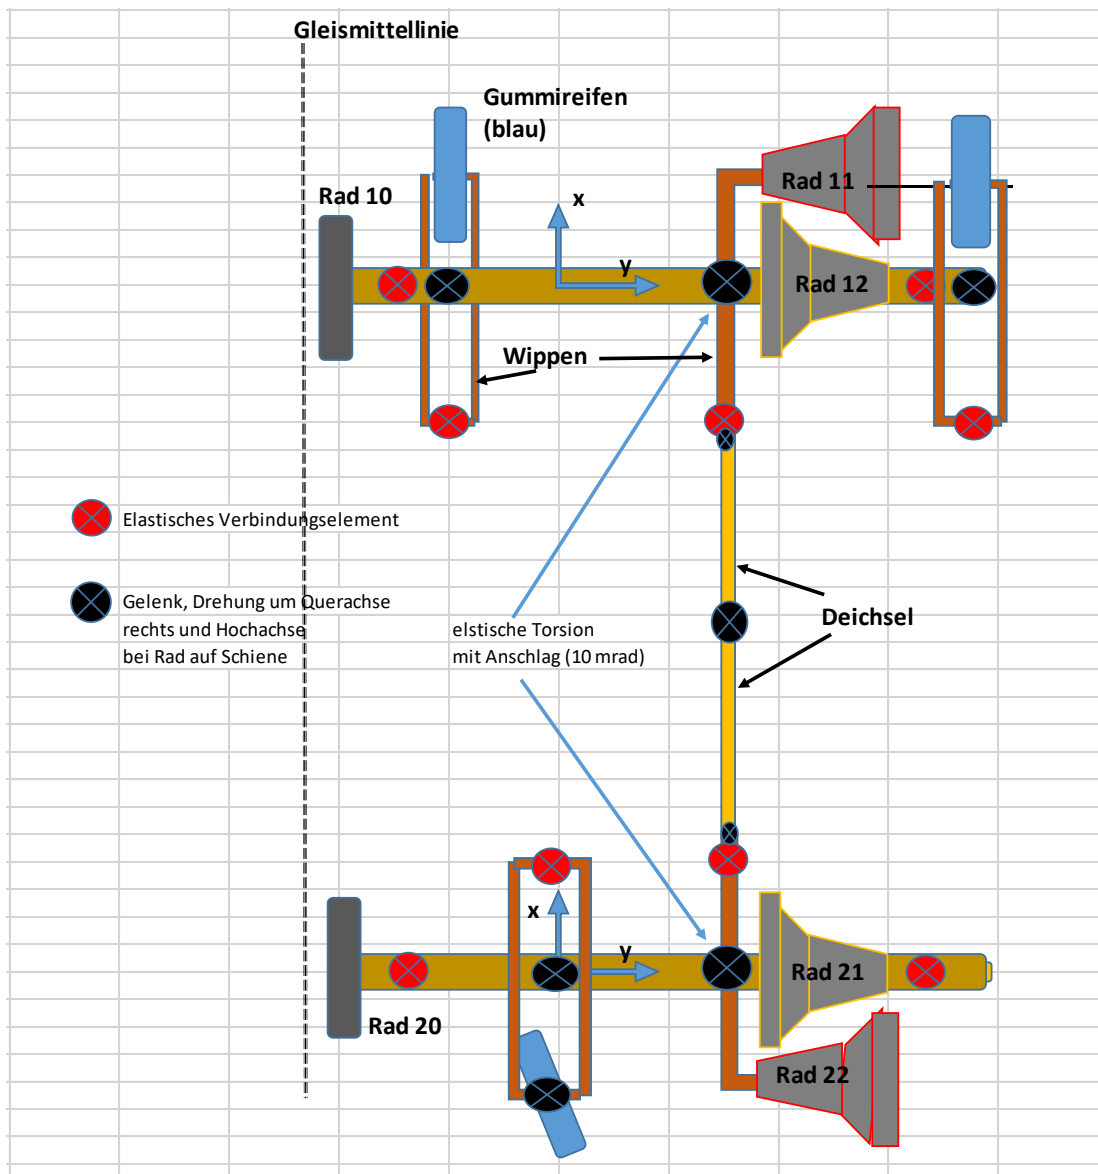 Gleismittellinie
Gummireifen
(blau)
Rad 10
x
Rad 11
y
Rad 12
Wippen
Elastisches Verbindungselement
Gelenk, Drehung um Querachse
rechts und Hochachse
bei Rad auf Schiene
elstische Torsion
mit Anschlag (10 mrad)
Deichsel
x
y
Rad 21
Rad 20
Rad 22